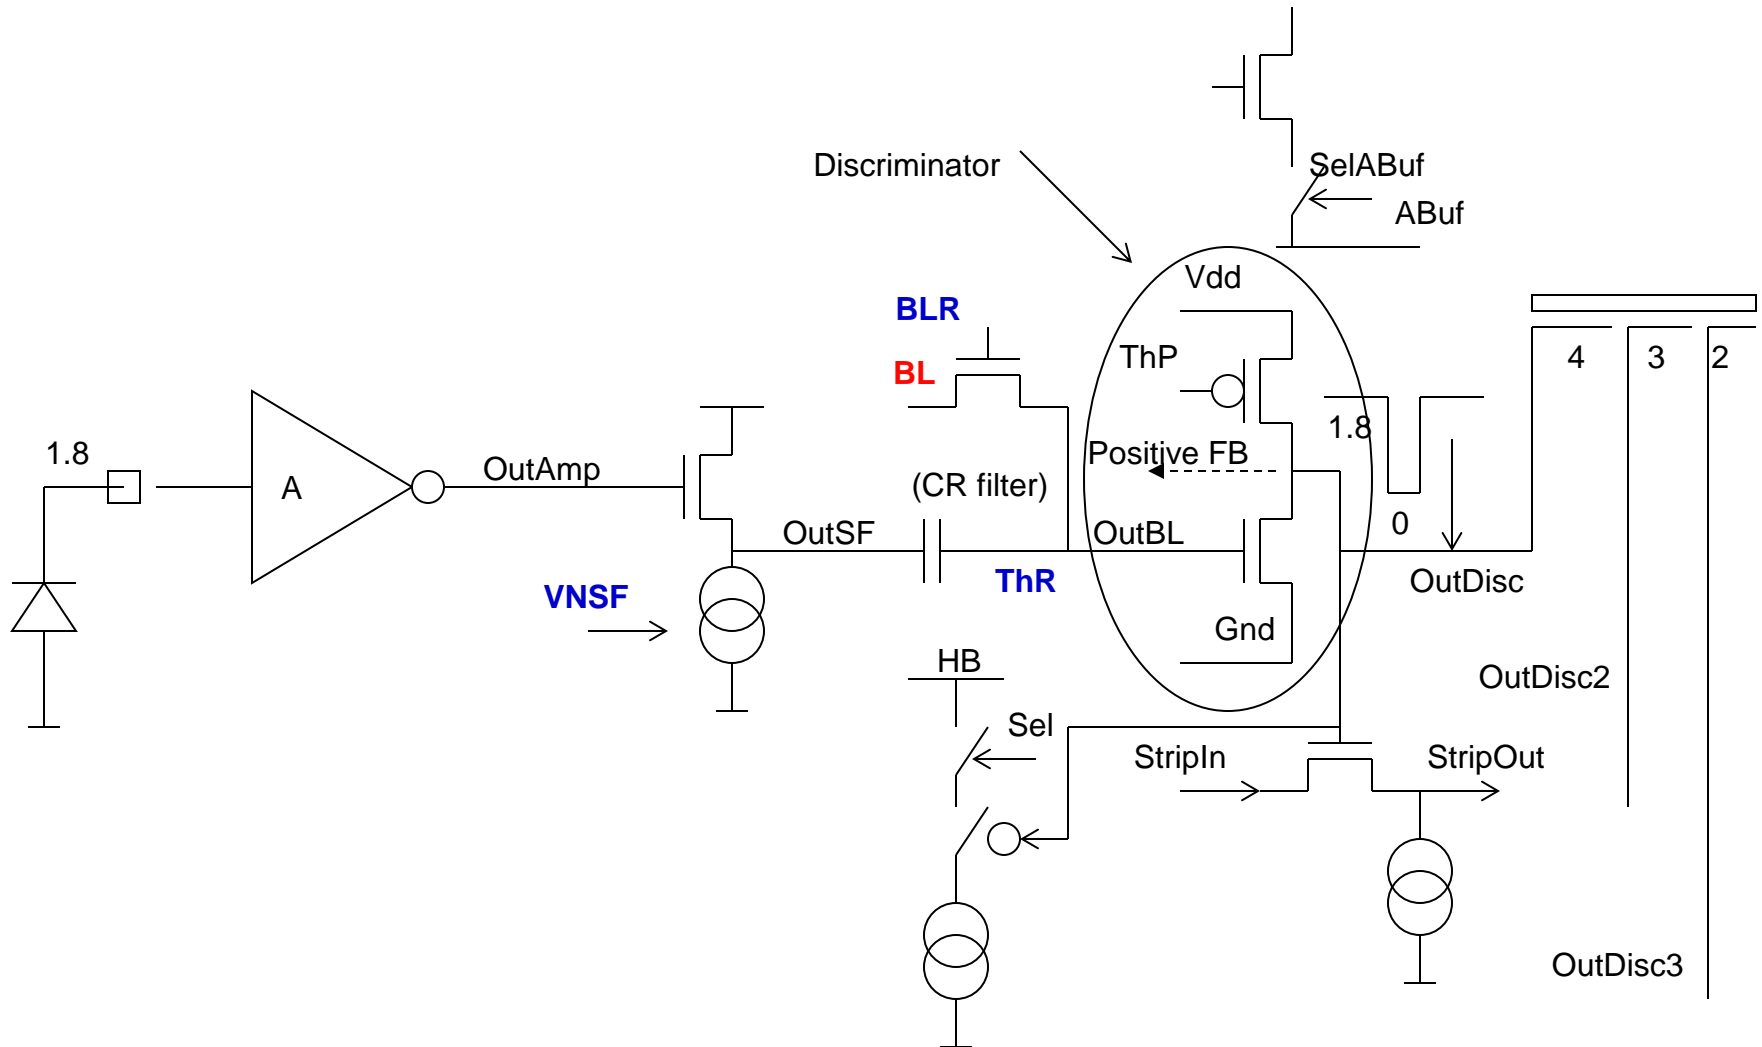 SelABuf
Discriminator
ABuf
Vdd
BLR
ThP
4
3
2
BL
1.8
1.8
Positive FB
OutAmp
A
(CR filter)
0
OutSF
OutBL
ThR
OutDisc
VNSF
Gnd
HB
OutDisc2
Sel
StripIn
StripOut
OutDisc3